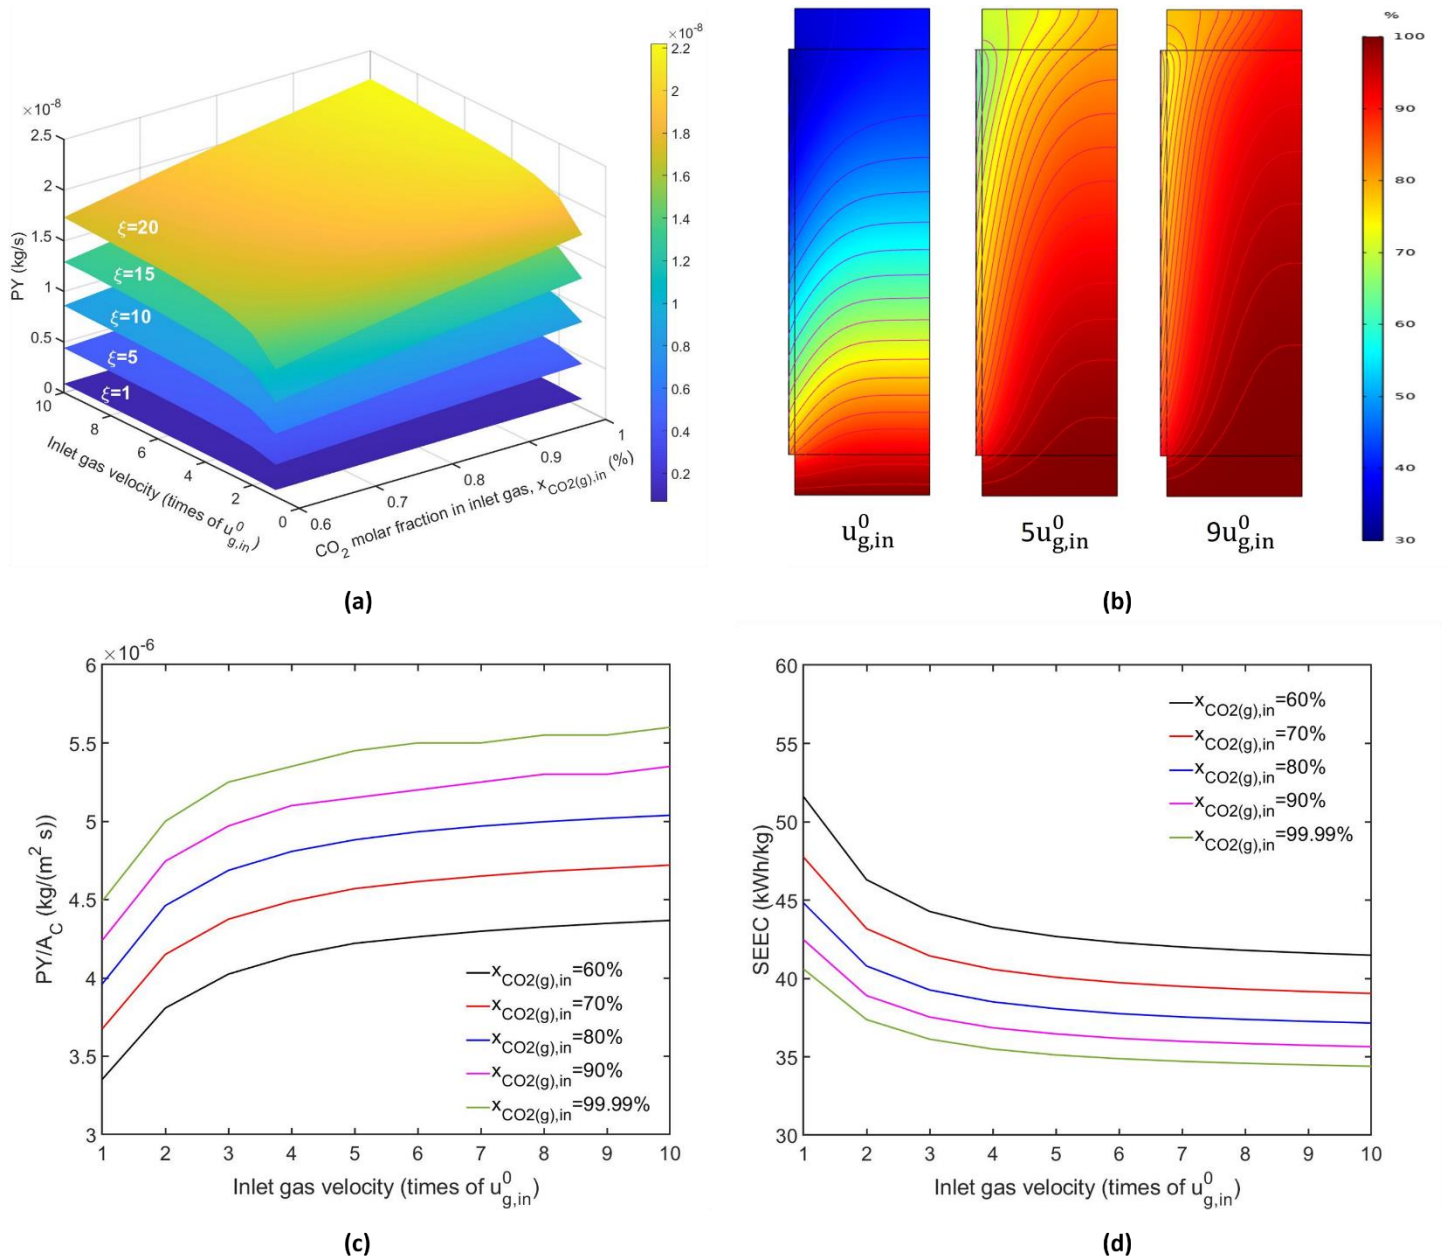 ×10⁻⁸
2.2
2
1.8
1.6
1.4
1.2
1
0.8
0.6
0.4
0.2
×10⁻⁸
2.5
2
1.5
1
0.5
0
PY (kg/s)
ξ=20
ξ=15
ξ=10
ξ=5
ξ=1
10
8
6
4
2
0
Inlet gas velocity (times of u⁰g,in)
0.6
0.7
0.8
0.9
1
CO₂ molar fraction in inlet gas, xCO2(g),in (%)
(a)
%
100
90
80
70
60
50
40
30
u⁰g,in
5u⁰g,in
9u⁰g,in
(b)
×10⁻⁶
6
5.5
5
4.5
4
3.5
3
PY/A_C (kg/(m² s))
xCO2(g),in=60%
xCO2(g),in=70%
xCO2(g),in=80%
xCO2(g),in=90%
xCO2(g),in=99.99%
1 2 3 4 5 6 7 8 9 10
Inlet gas velocity (times of u⁰g,in)
(c)
60
55
50
45
40
35
30
SEEC (kWh/kg)
xCO2(g),in=60%
xCO2(g),in=70%
xCO2(g),in=80%
xCO2(g),in=90%
xCO2(g),in=99.99%
1 2 3 4 5 6 7 8 9 10
Inlet gas velocity (times of u⁰g,in)
(d)